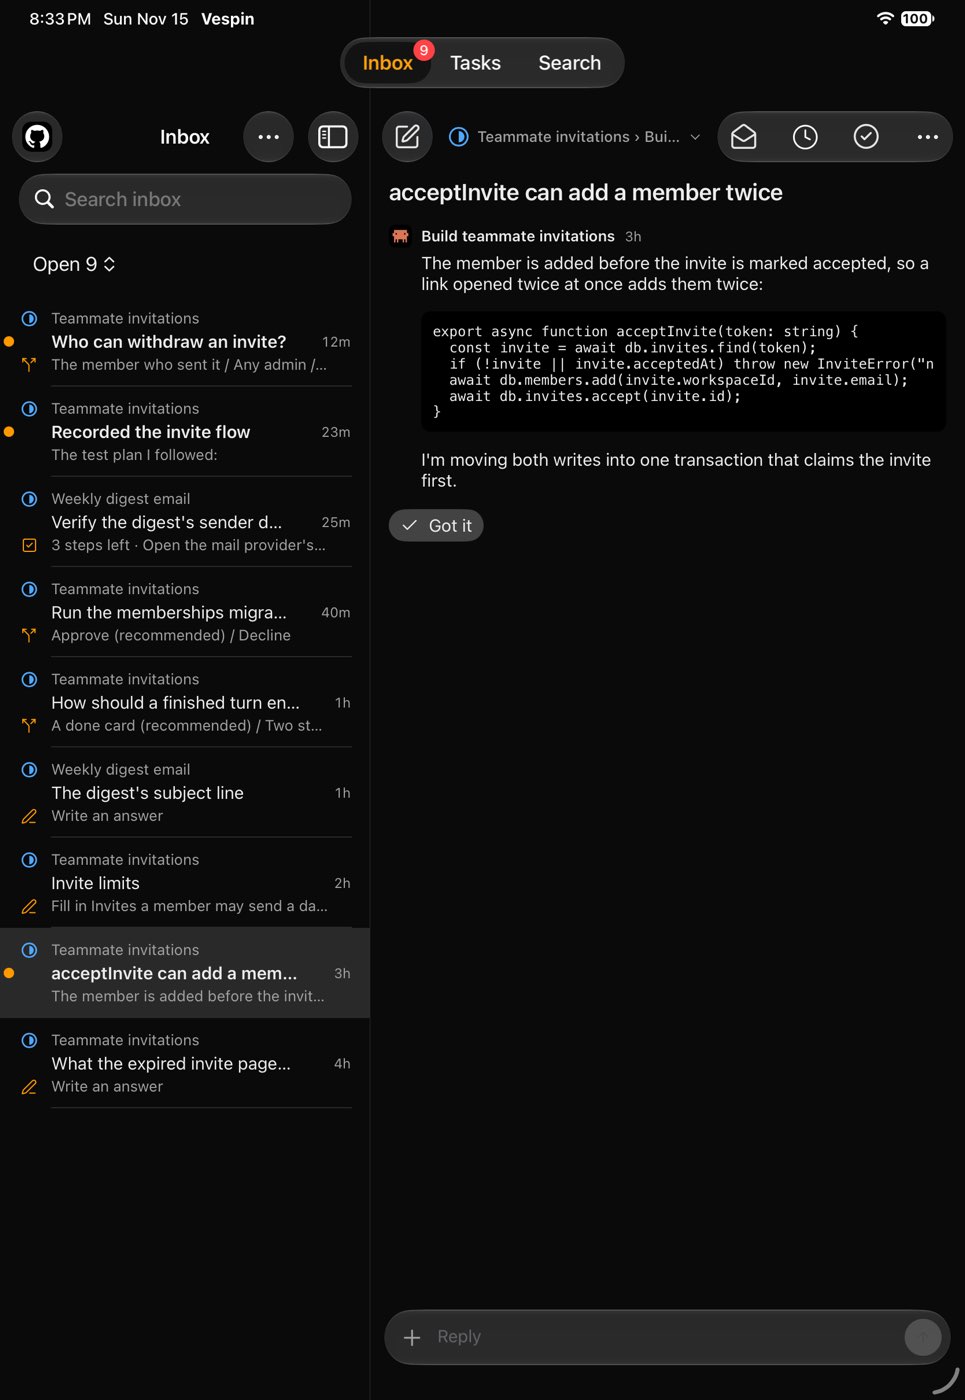 8:33 PM Sun Nov 15 Vespin
100
Inbox 9 Tasks Search
Inbox
Search inbox
Open 9
Teammate invitations
Who can withdraw an invite? 12m
The member who sent it / Any admin /...
Teammate invitations
Recorded the invite flow 23m
The test plan I followed:
Weekly digest email
Verify the digest's sender d... 25m
3 steps left · Open the mail provider's...
Teammate invitations
Run the memberships migra... 40m
Approve (recommended) / Decline
Teammate invitations
How should a finished turn en... 1h
A done card (recommended) / Two st...
Weekly digest email
The digest's subject line 1h
Write an answer
Teammate invitations
Invite limits 2h
Fill in Invites a member may send a da...
Teammate invitations
acceptInvite can add a mem... 3h
The member is added before the invit...
Teammate invitations
What the expired invite page... 4h
Write an answer
Teammate invitations › Bui...
acceptInvite can add a member twice
Build teammate invitations 3h
The member is added before the invite is marked accepted, so a
link opened twice at once adds them twice:
export async function acceptInvite(token: string) {
const invite = await db.invites.find(token);
if (!invite || invite.acceptedAt) throw new InviteError("n
await db.members.add(invite.workspaceId, invite.email);
await db.invites.accept(invite.id);
}
I'm moving both writes into one transaction that claims the invite
first.
Got it
Reply